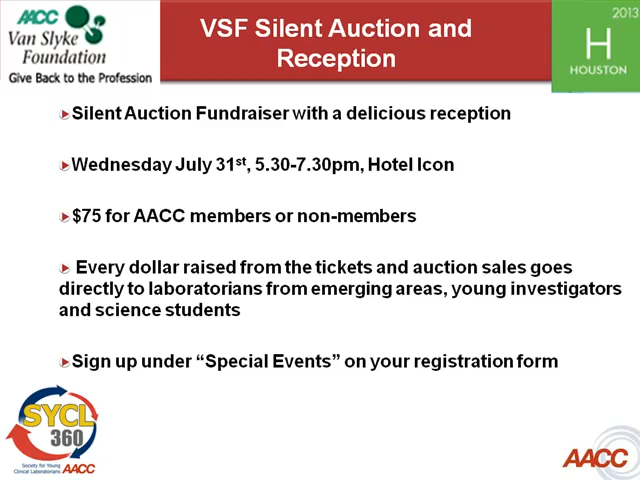 AACC
Van Slyke
Foundation
Give Back to the Profession
VSF Silent Auction and
Reception
2013
H
HOUSTON
Silent Auction Fundraiser with a delicious reception
Wednesday July 31st, 5.30-7.30pm, Hotel Icon
$75 for AACC members or non-members
Every dollar raised from the tickets and auction sales goes
directly to laboratorians from emerging areas, young investigators
and science students
Sign up under “Special Events” on your registration form
SYCL
360
Society for Young
Clinical Laboratorians AACC
AACC